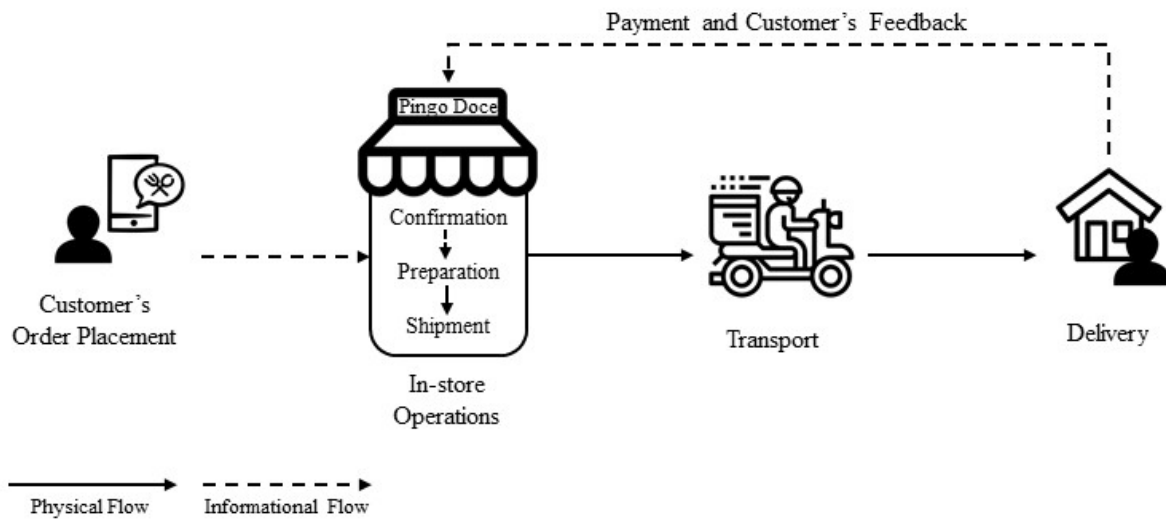 Payment and Customer's Feedback
Pingo Doce
Confirmation
Preparation
Shipment
Customer's
Order Placement
In-store
Operations
Transport
Delivery
Physical Flow
Informational Flow